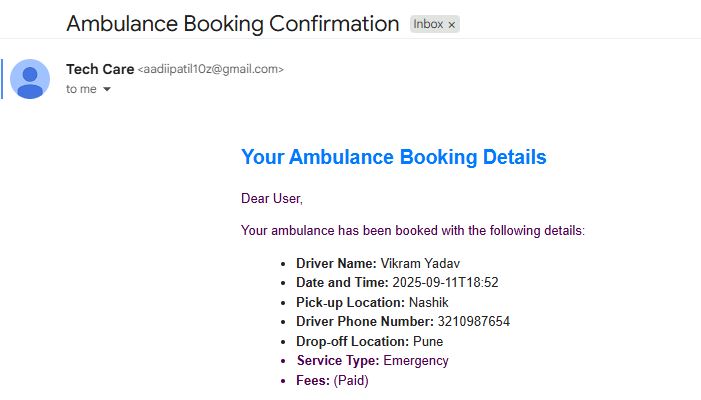 Ambulance Booking Confirmation Inbox ×
Tech Care <aadiipatil10z@gmail.com>
to me
Your Ambulance Booking Details
Dear User,
Your ambulance has been booked with the following details:
• Driver Name: Vikram Yadav
• Date and Time: 2025-09-11T18:52
• Pick-up Location: Nashik
• Driver Phone Number: 3210987654
• Drop-off Location: Pune
• Service Type: Emergency
• Fees: (Paid)